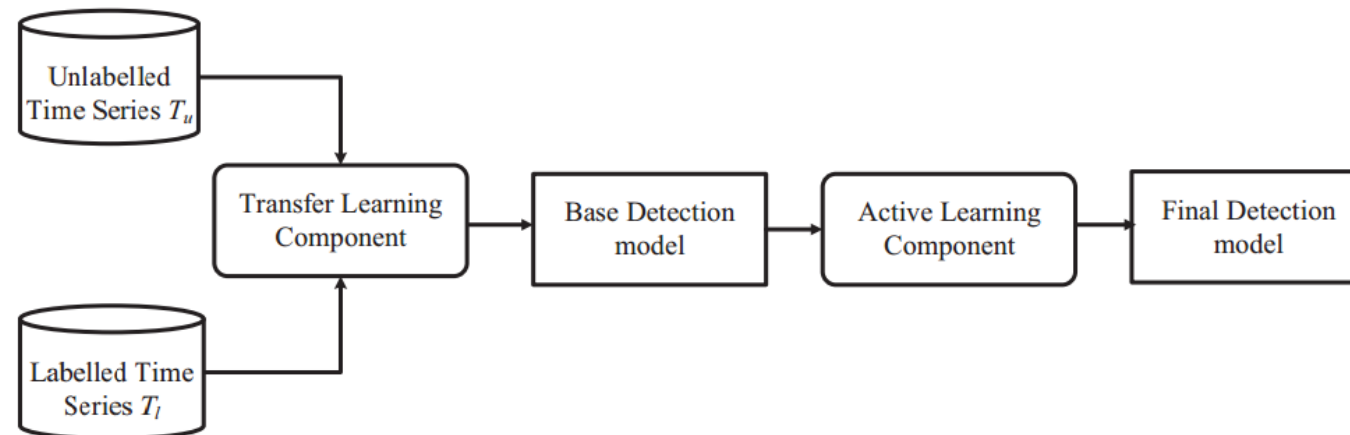 Unlabelled
Time Series Tu
Transfer Learning
Component
Base Detection
model
Active Learning
Component
Final Detection
model
Labelled Time
Series Tl